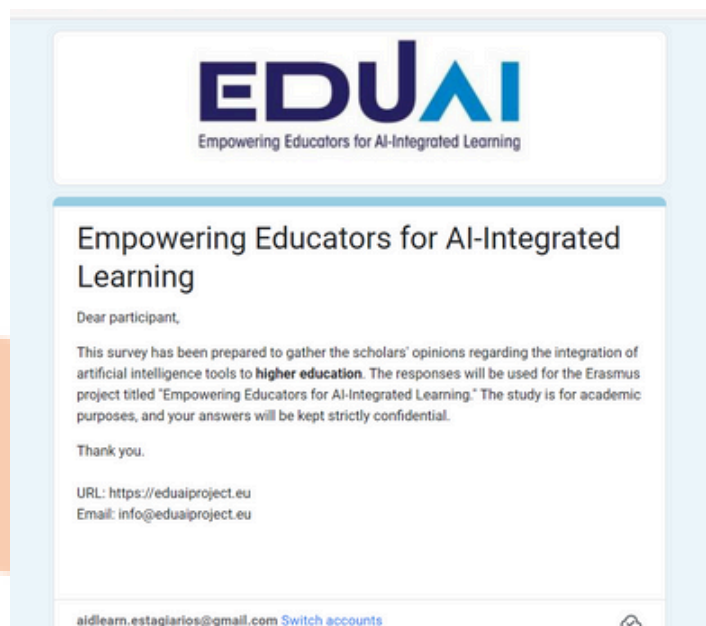 EDUAI
Empowering Educators for AI-Integrated Learning
Empowering Educators for AI-Integrated
Learning
Dear participant,
This survey has been prepared to gather the scholars' opinions regarding the integration of
artificial intelligence tools to higher education. The responses will be used for the Erasmus
project titled "Empowering Educators for AI-Integrated Learning." The study is for academic
purposes, and your answers will be kept strictly confidential.
Thank you.
URL: https://eduaiproject.eu
Email: info@eduaiproject.eu
aidlearn.estagiarios@gmail.com Switch accounts